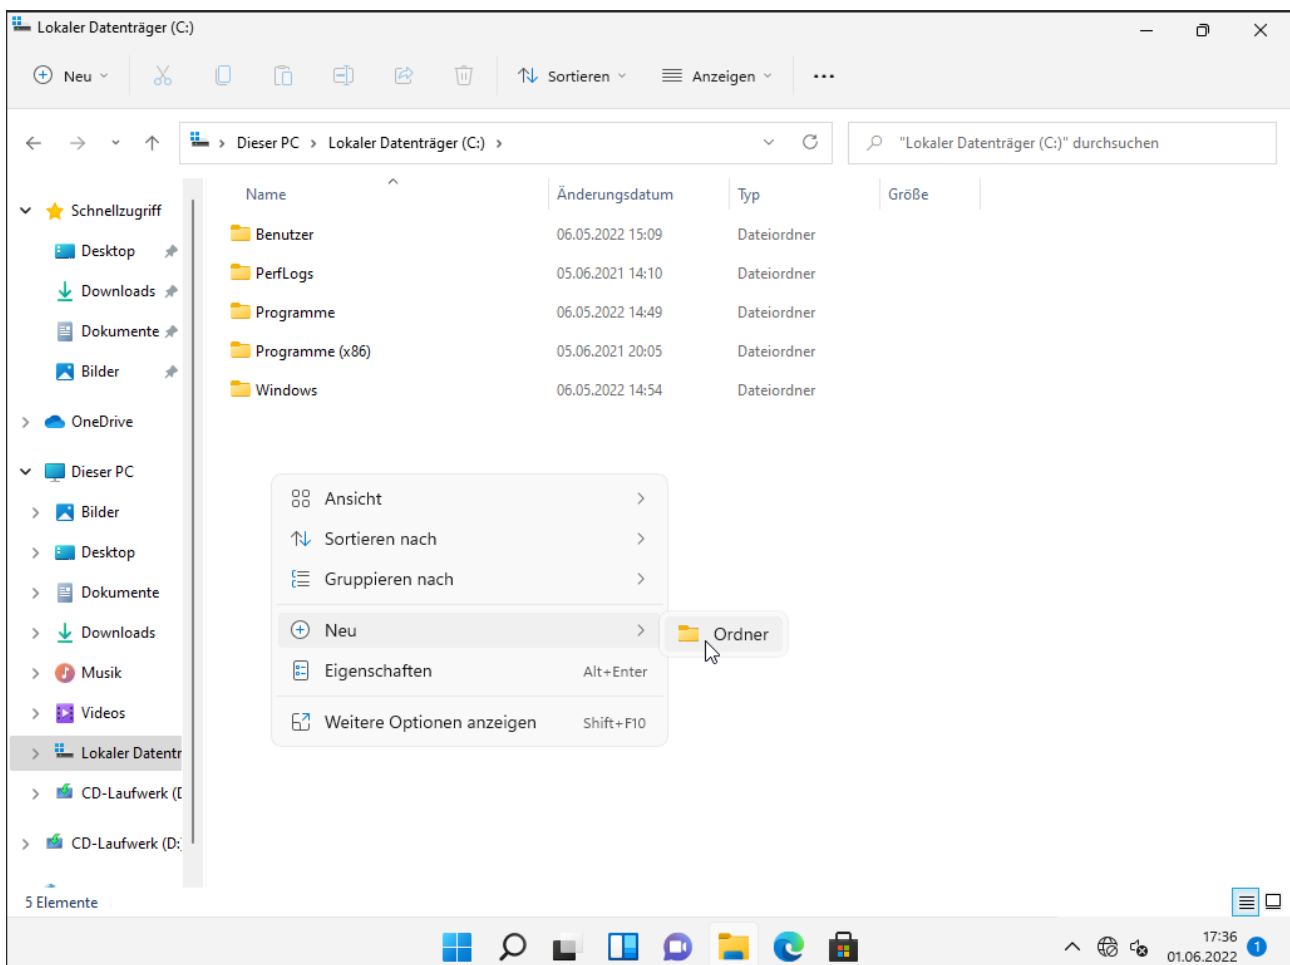 Lokaler Datenträger (C:)
Neu
Sortieren
Anzeigen
Dieser PC > Lokaler Datenträger (C:) >
"Lokaler Datenträger (C:)" durchsuchen
Name Änderungsdatum Typ Größe
Benutzer 06.05.2022 15:09 Dateiordner
PerfLogs 05.06.2021 14:10 Dateiordner
Programme 06.05.2022 14:49 Dateiordner
Programme (x86) 05.06.2021 20:05 Dateiordner
Windows 06.05.2022 14:54 Dateiordner
Schnellzugriff
Desktop
Downloads
Dokumente
Bilder
OneDrive
Dieser PC
Bilder
Desktop
Dokumente
Downloads
Musik
Videos
Lokaler Datentr
CD-Laufwerk (D
CD-Laufwerk (D:
Ansicht
Sortieren nach
Gruppieren nach
Neu
Ordner
Eigenschaften Alt+Enter
Weitere Optionen anzeigen Shift+F10
5 Elemente
17:36
01.06.2022
1